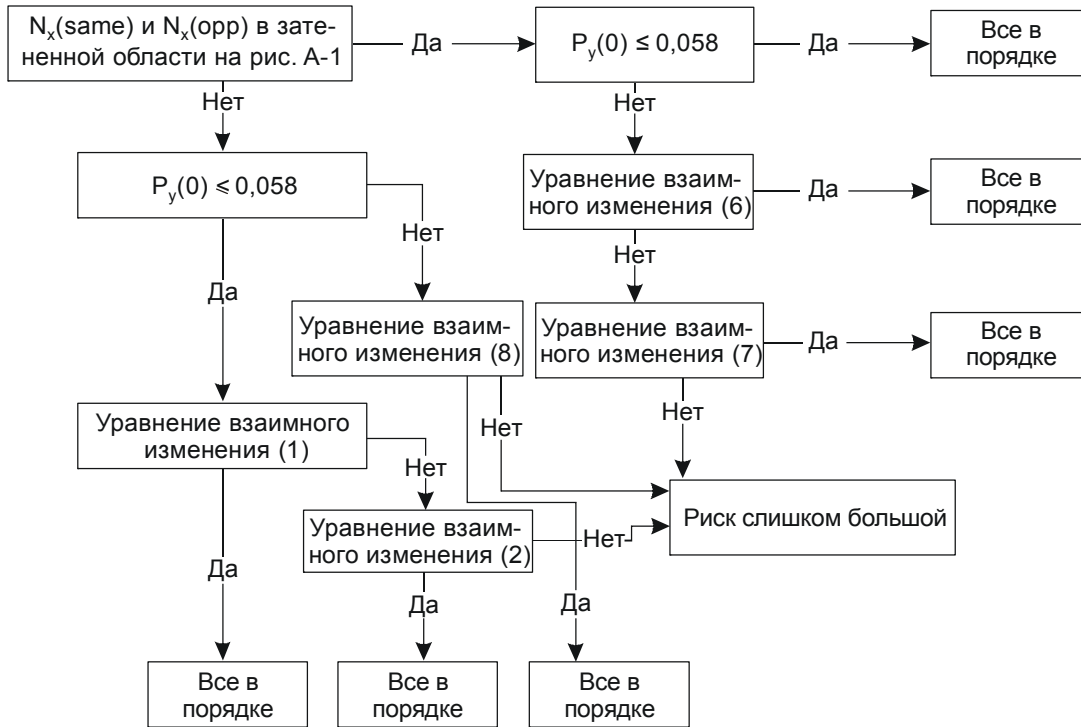 Nₓ(same) и Nₓ(opp) в зате-
ненной области на рис. А-1
Да
P_y(0) ≤ 0,058
Да
Все в
порядке
Нет
Нет
P_y(0) ≤ 0,058
Уравнение взаим-
ного изменения (6)
Да
Все в
порядке
Нет
Нет
Да
Уравнение взаим-
ного изменения (8)
Уравнение взаим-
ного изменения (7)
Да
Все в
порядке
Уравнение взаимного
изменения (1)
Нет
Нет
Нет
Уравнение взаим-
ного изменения (2)
Нет
Риск слишком большой
Да
Да
Да
Все в
порядке
Все в
порядке
Все в
порядке